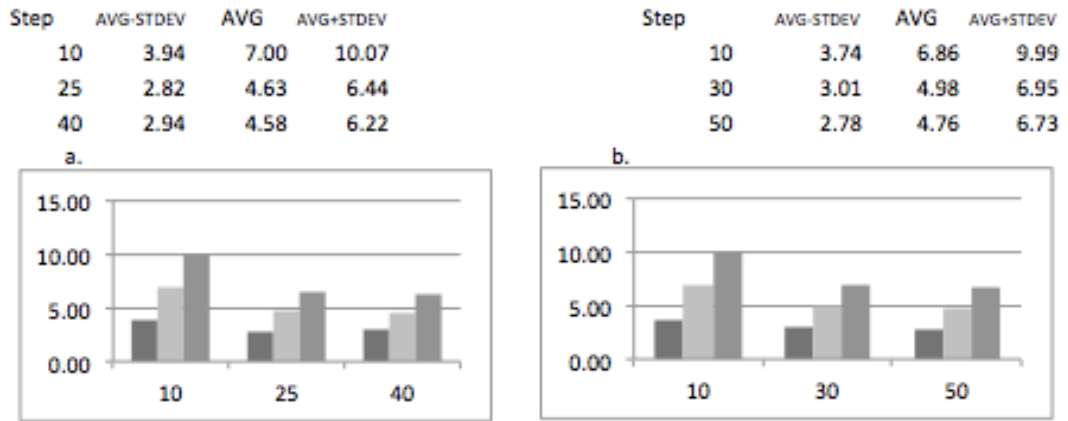 Step AVG-STDEV AVG AVG+STDEV
10 3.94 7.00 10.07
25 2.82 4.63 6.44
40 2.94 4.58 6.22
a.
15.00
10.00
5.00
0.00
10 25 40
Step AVG-STDEV AVG AVG+STDEV
10 3.74 6.86 9.99
30 3.01 4.98 6.95
50 2.78 4.76 6.73
b.
15.00
10.00
5.00
0.00
10 30 50